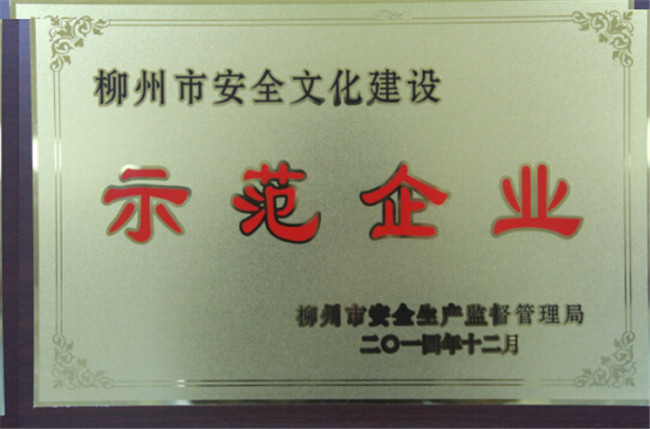 柳州市安全文化建设
示范企业
柳州市安全生产监督管理局
二〇一四年十二月